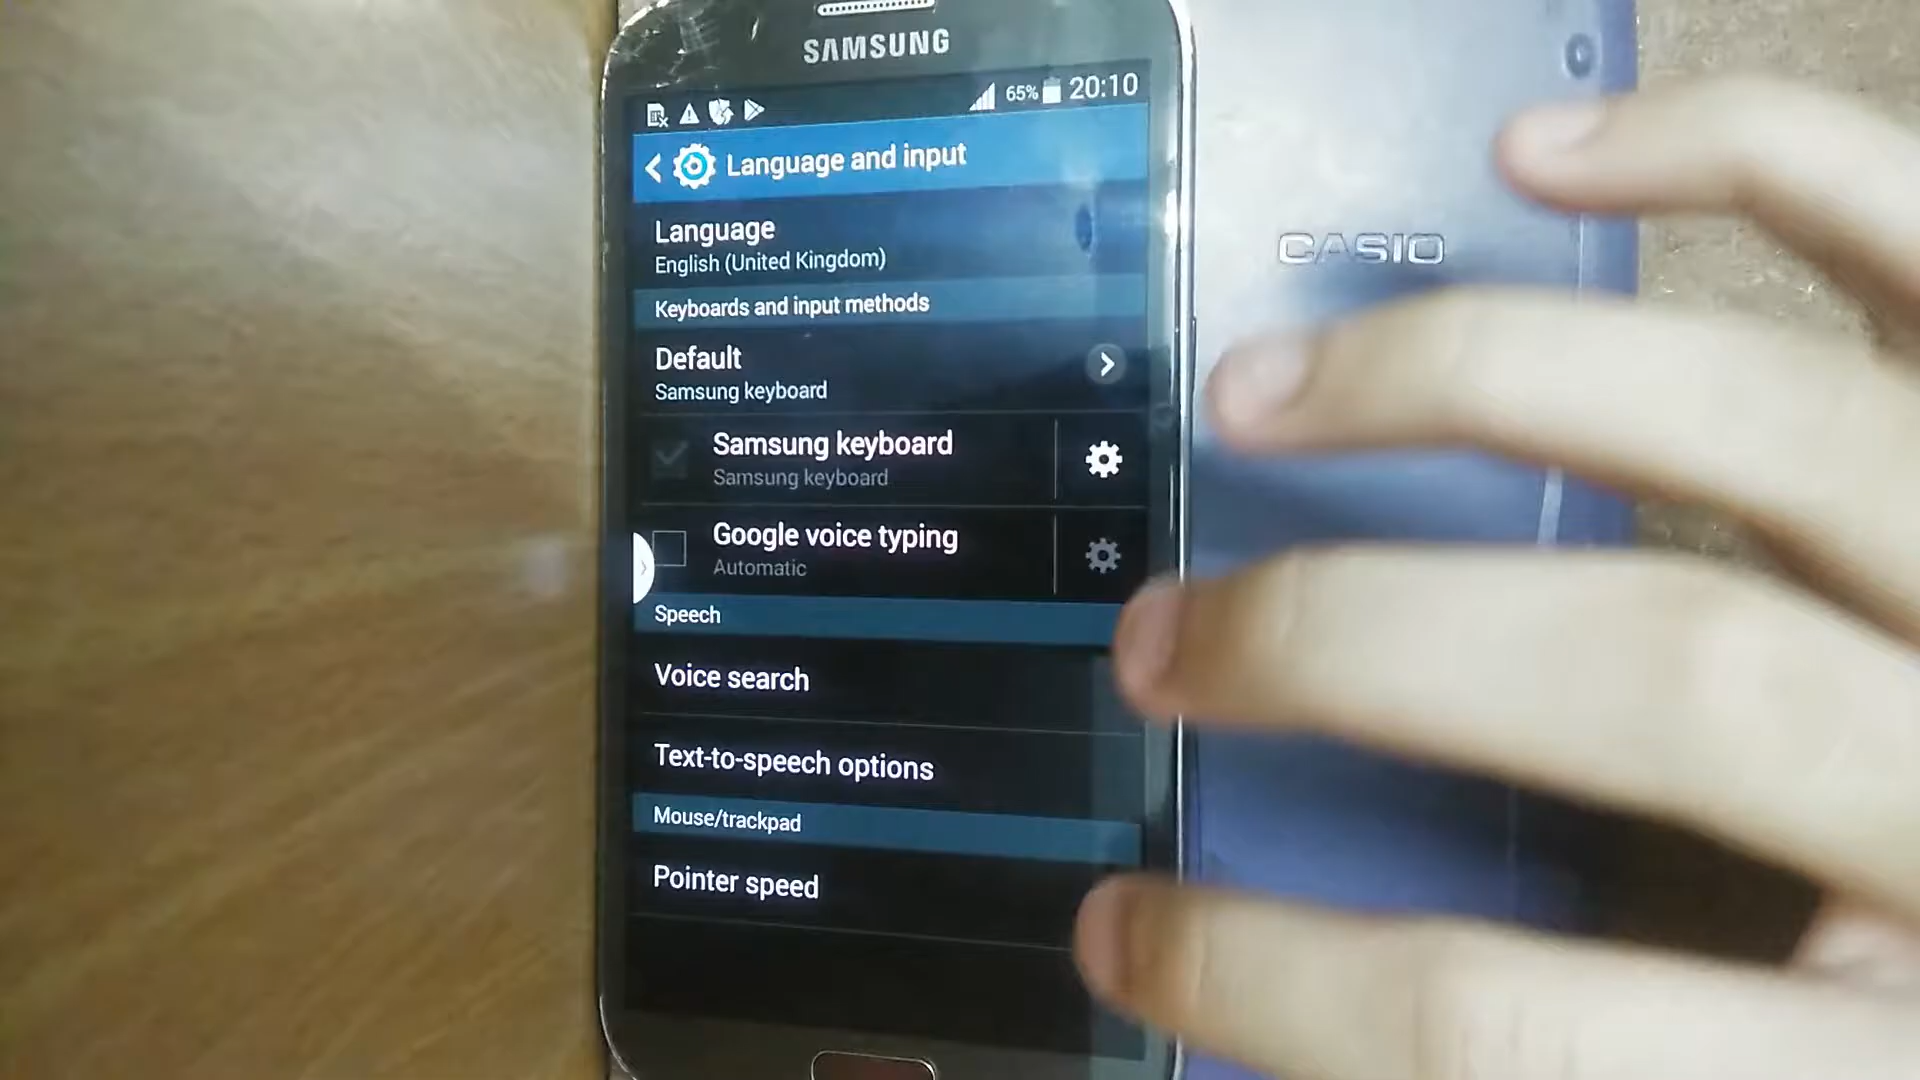 SAMSUNG
65% 20:10
Language and input
Language
English (United Kingdom)
Keyboards and input methods
Default
Samsung keyboard
Samsung keyboard
Samsung keyboard
Google voice typing
Automatic
Speech
Voice search
Text-to-speech options
Mouse/trackpad
Pointer speed
CASIO